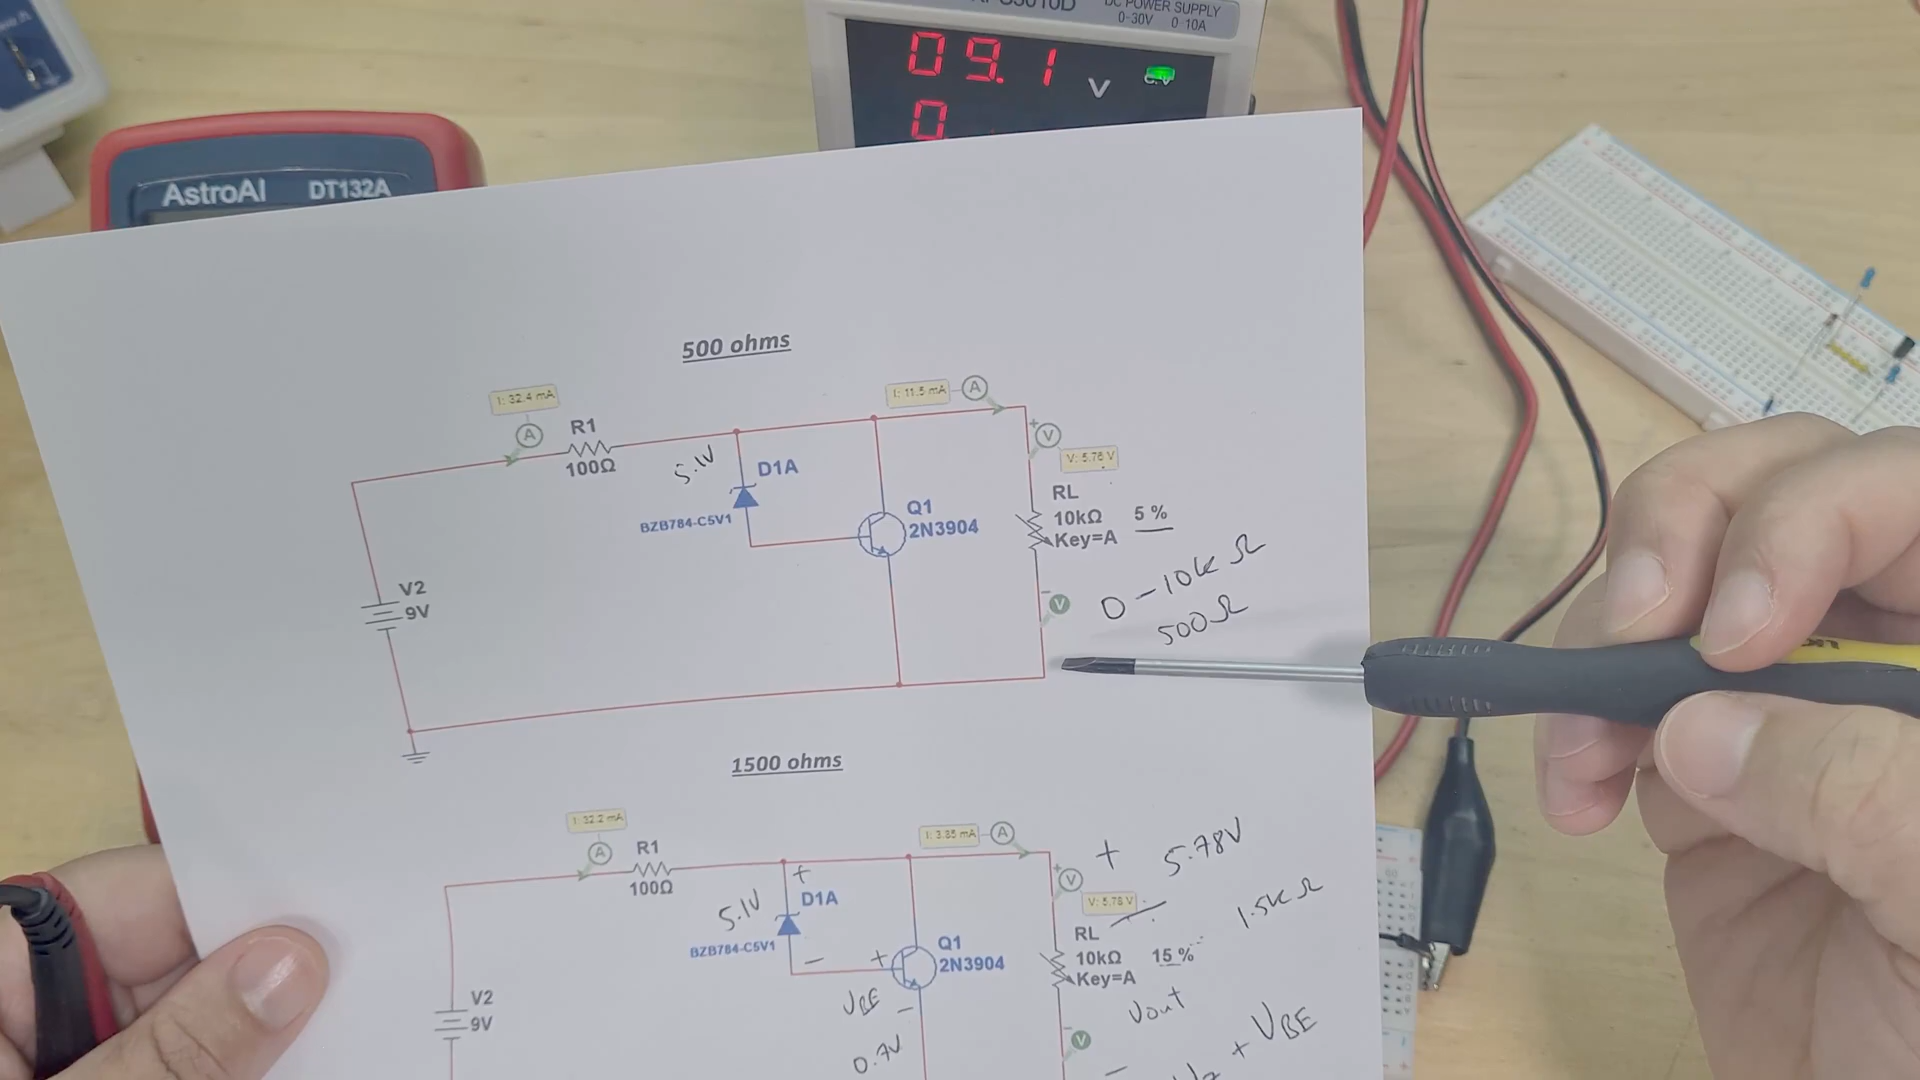 DC POWER SUPPLY
0-30V 0 10A
09.1 V
C.V
0
AstroAI DT132A
500 ohms
I: 32.4 mA
A
R1
100Ω
I: 11.5 mA
A
V
V: 5.78 V
5.1V
D1A
BZB784-C5V1
Q1
2N3904
RL
10kΩ 5 %
Key=A
V2
9V
V
0-10kΩ
500Ω
1500 ohms
I: 32.2 mA
A
R1
100Ω
I: 3.85 mA
A
+ 5.78V
V
V: 5.78 V
1.5kΩ
+
5.1V
D1A
BZB784-C5V1
-
+
Q1
2N3904
RL
10kΩ 15 %
Key=A
VBE
-
0.7V
V2
9V
Vout
V
-
+ VBE